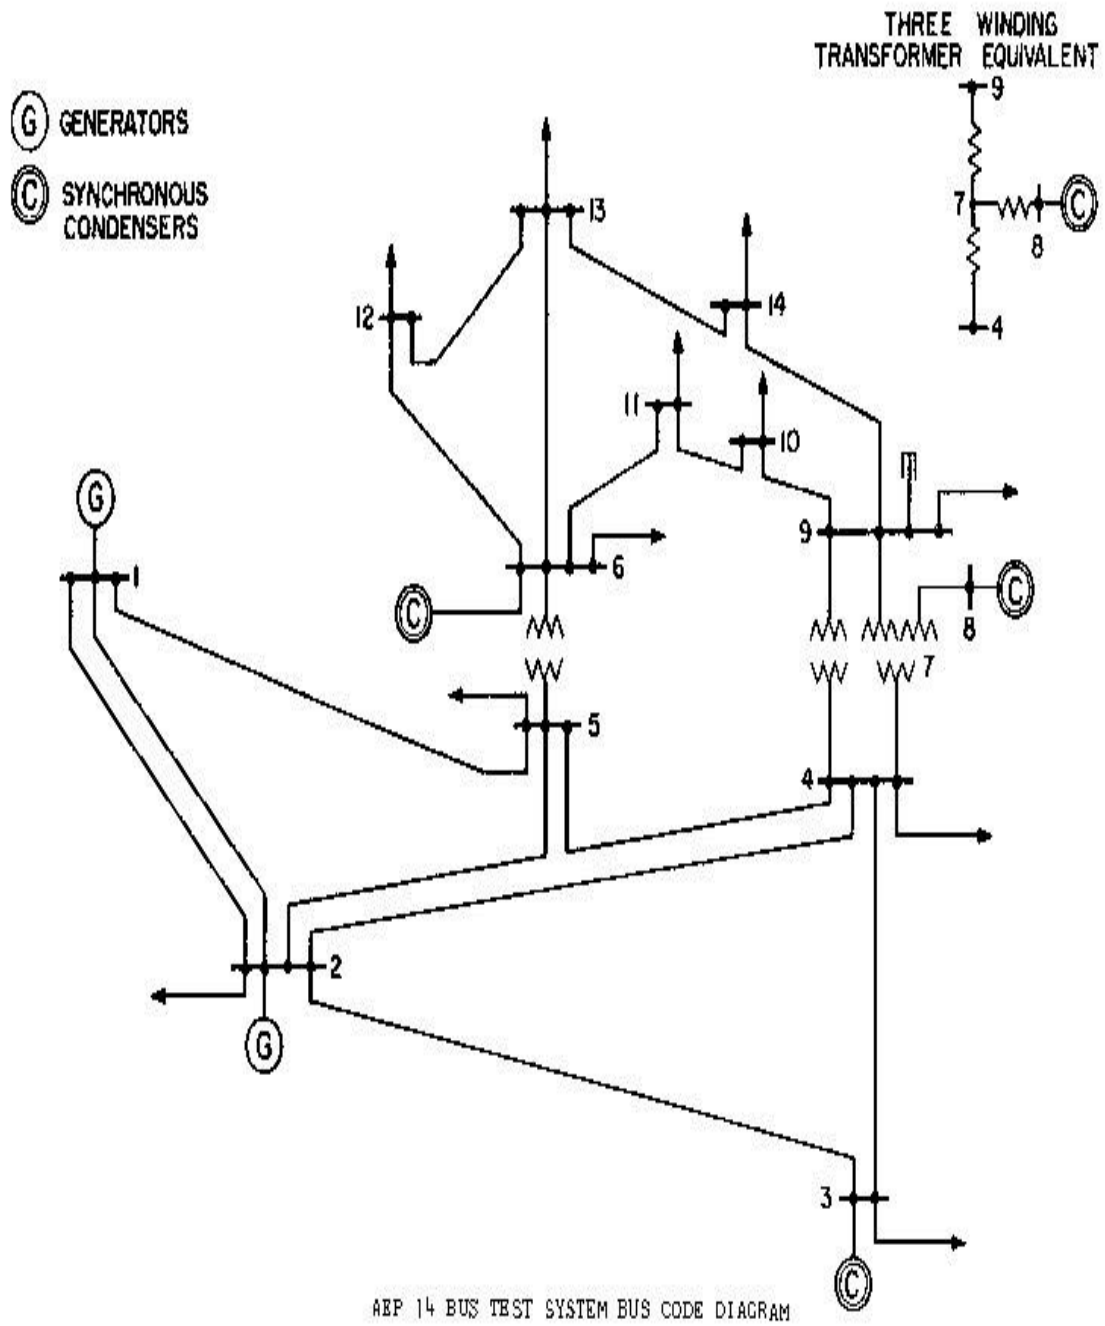 THREE WINDING
TRANSFORMER EQUIVALENT
9
G GENERATORS
C SYNCHRONOUS
CONDENSERS
7
C
8
4
13
14
12
11
10
G
9
1
6
C
8
C
7
5
4
2
G
3
C
AEP 14 BUS TEST SYSTEM BUS CODE DIAGRAM